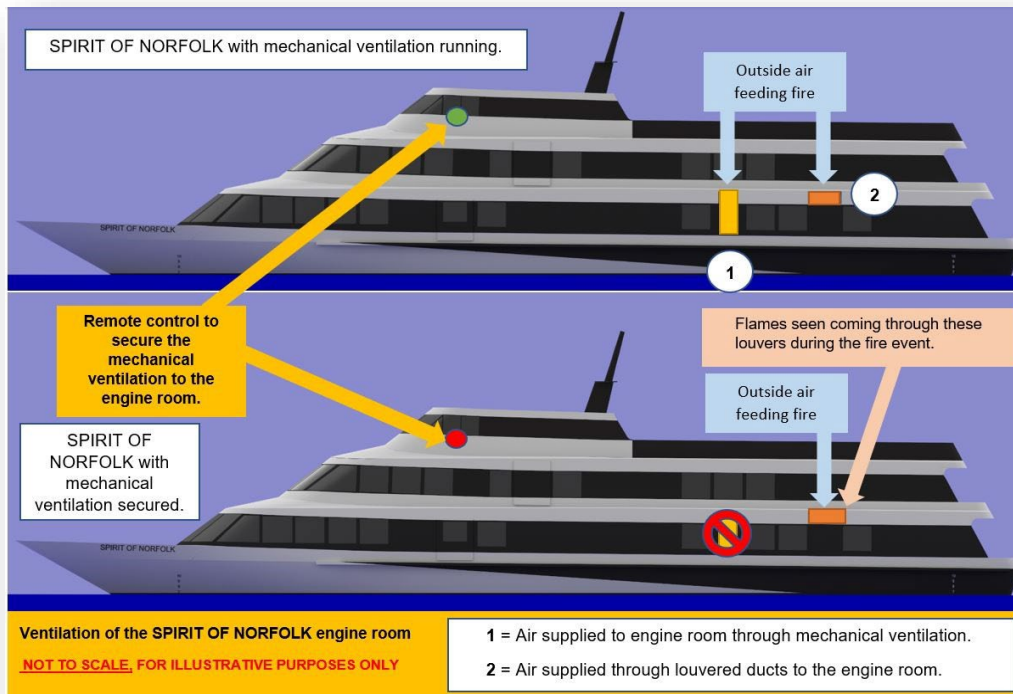 SPIRIT OF NORFOLK with mechanical ventilation running.
Outside air
feeding fire
2
SPIRIT OF NORFOLK
1
Remote control to
secure the
mechanical
ventilation to the
engine room.
Flames seen coming through these
louvers during the fire event.
Outside air
feeding fire
SPIRIT OF
NORFOLK with
mechanical
ventilation secured.
SPIRIT OF NORFOLK
Ventilation of the SPIRIT OF NORFOLK engine room
NOT TO SCALE, FOR ILLUSTRATIVE PURPOSES ONLY
1 = Air supplied to engine room through mechanical ventilation.
2 = Air supplied through louvered ducts to the engine room.